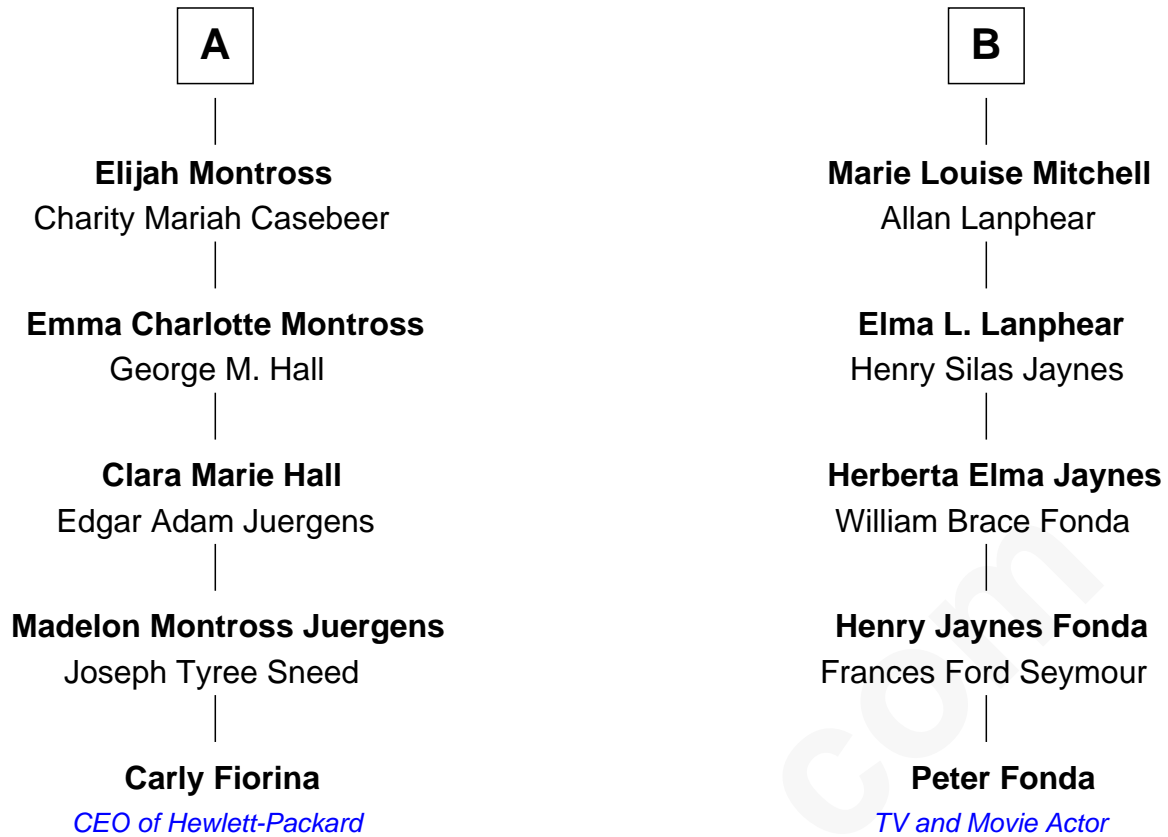 A
Elijah Montross
Charity Mariah Casebeer
Emma Charlotte Montross
George M. Hall
Clara Marie Hall
Edgar Adam Juergens
Madelon Montross Juergens
Joseph Tyree Sneed
Carly Fiorina
CEO of Hewlett-Packard
B
Marie Louise Mitchell
Allan Lanphear
Elma L. Lanphear
Henry Silas Jaynes
Herberta Elma Jaynes
William Brace Fonda
Henry Jaynes Fonda
Frances Ford Seymour
Peter Fonda
TV and Movie Actor
com